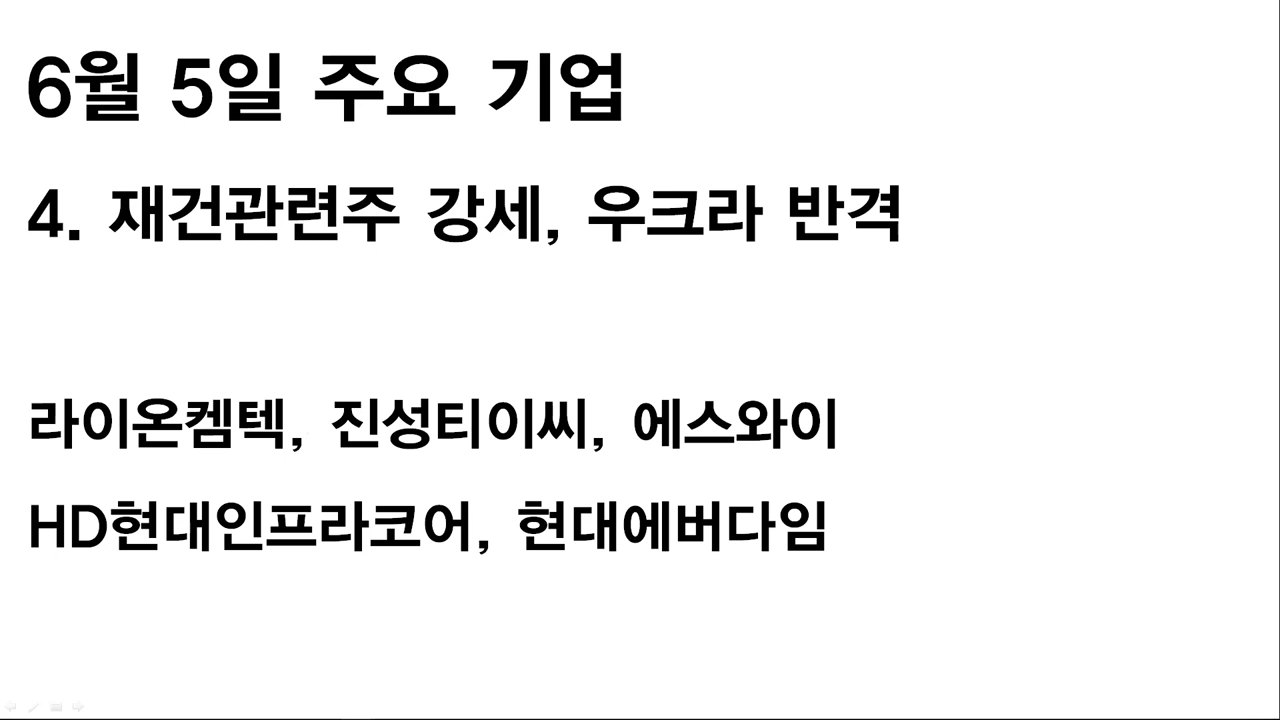 6월 5일 주요 기업
4. 재건관련주 강세, 우크라 반격
라이온켐텍, 진성티이씨, 에스와이
HD현대인프라코어, 현대에버다임